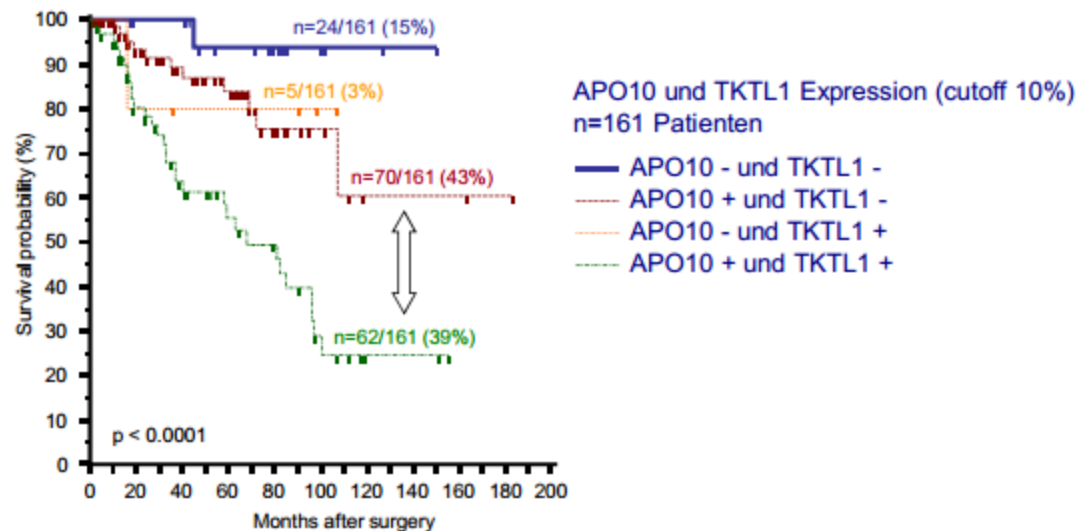 100
90
80
70
60
50
40
30
20
10
0
Survival probability (%)
n=24/161 (15%)
n=5/161 (3%)
n=70/161 (43%)
n=62/161 (39%)
p < 0.0001
0 20 40 60 80 100 120 140 160 180 200
Months after surgery
APO10 und TKTL1 Expression (cutoff 10%)
n=161 Patienten
APO10 - und TKTL1 -
APO10 + und TKTL1 -
APO10 - und TKTL1 +
APO10 + und TKTL1 +